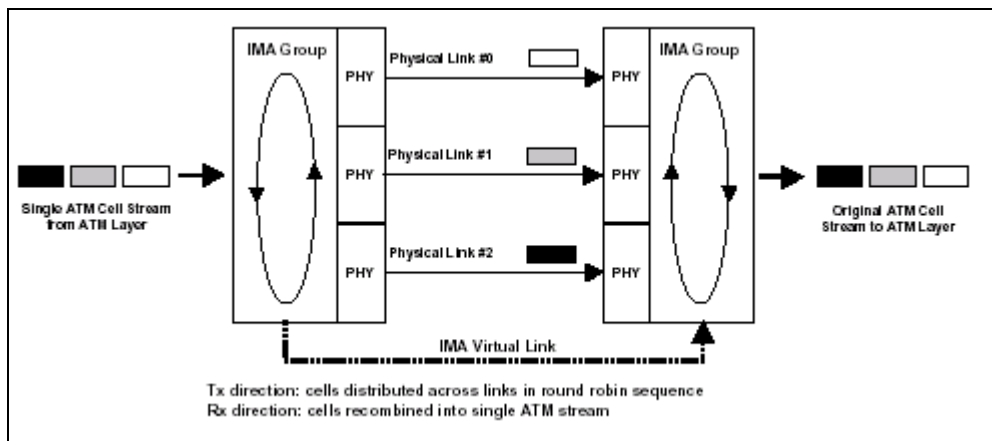 IMA Group
IMA Group
Physical Link #0
PHY
PHY
Physical Link #1
PHY
PHY
Single ATM Cell Stream
from ATM Layer
Original ATM Cell
Stream to ATM Layer
Physical Link #2
PHY
PHY
IMA Virtual Link
Tx direction: cells distributed across links in round robin sequence
Rx direction: cells recombined into single ATM stream